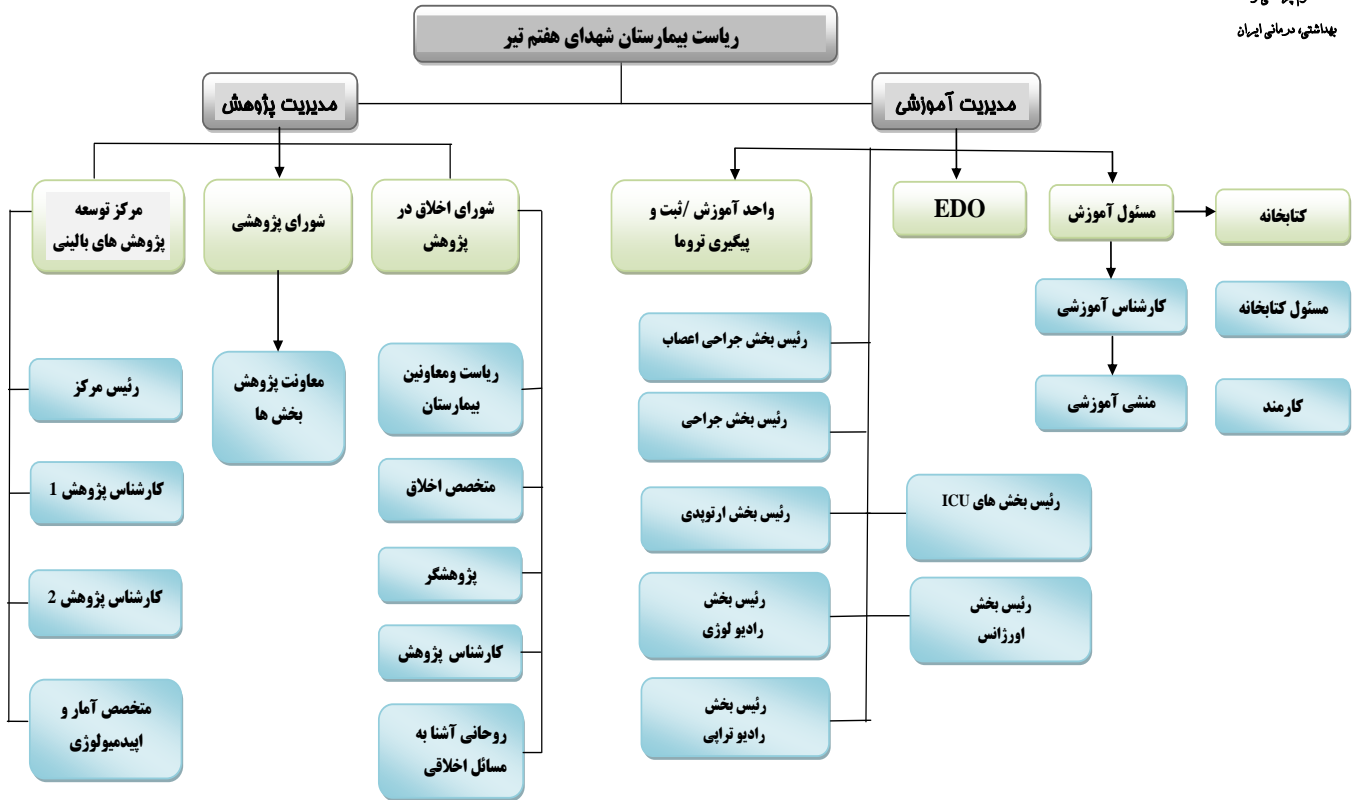 بهداشتی، درمانی ایران
ریاست بیمارستان شهدای هفتم تیر
مدیریت آموزشی
مدیریت پژوهش
کتابخانه
مسئول آموزش
EDO
واحد آموزش /ثبت و
پیگیری تروما
شورای اخلاق در
پژوهش
شورای پژوهشی
مرکز توسعه
پژوهش های بالینی
مسئول کتابخانه
کارمند
کارشناس آموزشی
منشی آموزشی
رئیس بخش جراحی اعصاب
رئیس بخش جراحی
رئیس بخش ارتوپدی
رئیس بخش های ICU
رئیس بخش
رادیو لوژی
رئیس بخش
اورژانس
رئیس بخش
رادیو تراپی
ریاست ومعاونین
بیمارستان
متخصص اخلاق
پژوهشگر
کارشناس پژوهش
روحانی آشنا به
مسائل اخلاقی
معاونت پژوهش
بخش ها
رئیس مرکز
کارشناس پژوهش 1
کارشناس پژوهش 2
متخصص آمار و
اپیدمیولوژی